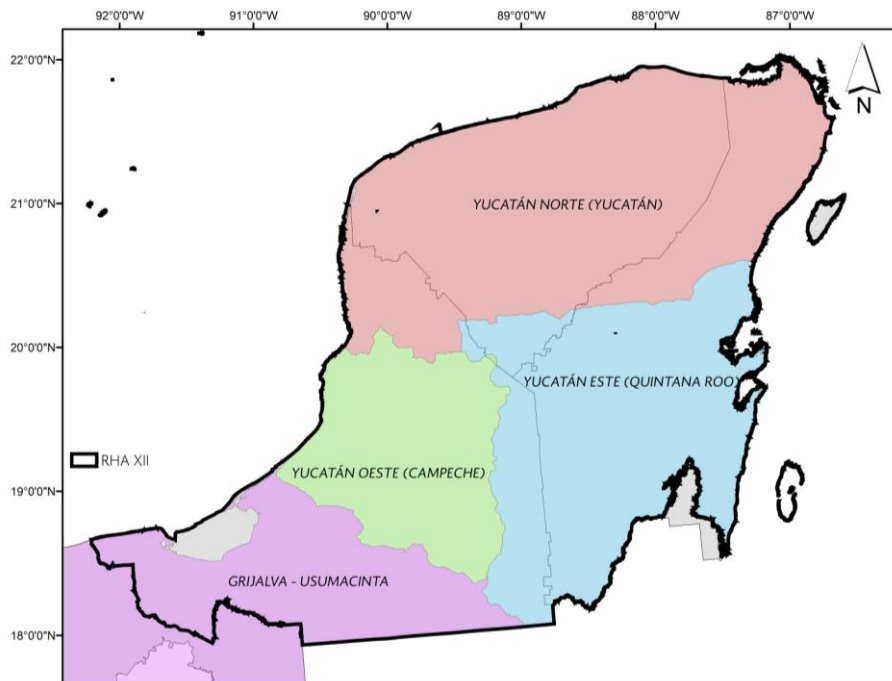 92°0'0"W
91°0'0"W
90°0'0"W
89°0'0"W
88°0'0"W
87°0'0"W
22°0'0"N
N
21°0'0"N
YUCATÁN NORTE (YUCATÁN)
20°0'0"N
YUCATÁN ESTE (QUINTANA ROO)
RHA XII
YUCATÁN OESTE (CAMPECHE)
19°0'0"N
GRIJALVA - USUMACINTA
18°0'0"N